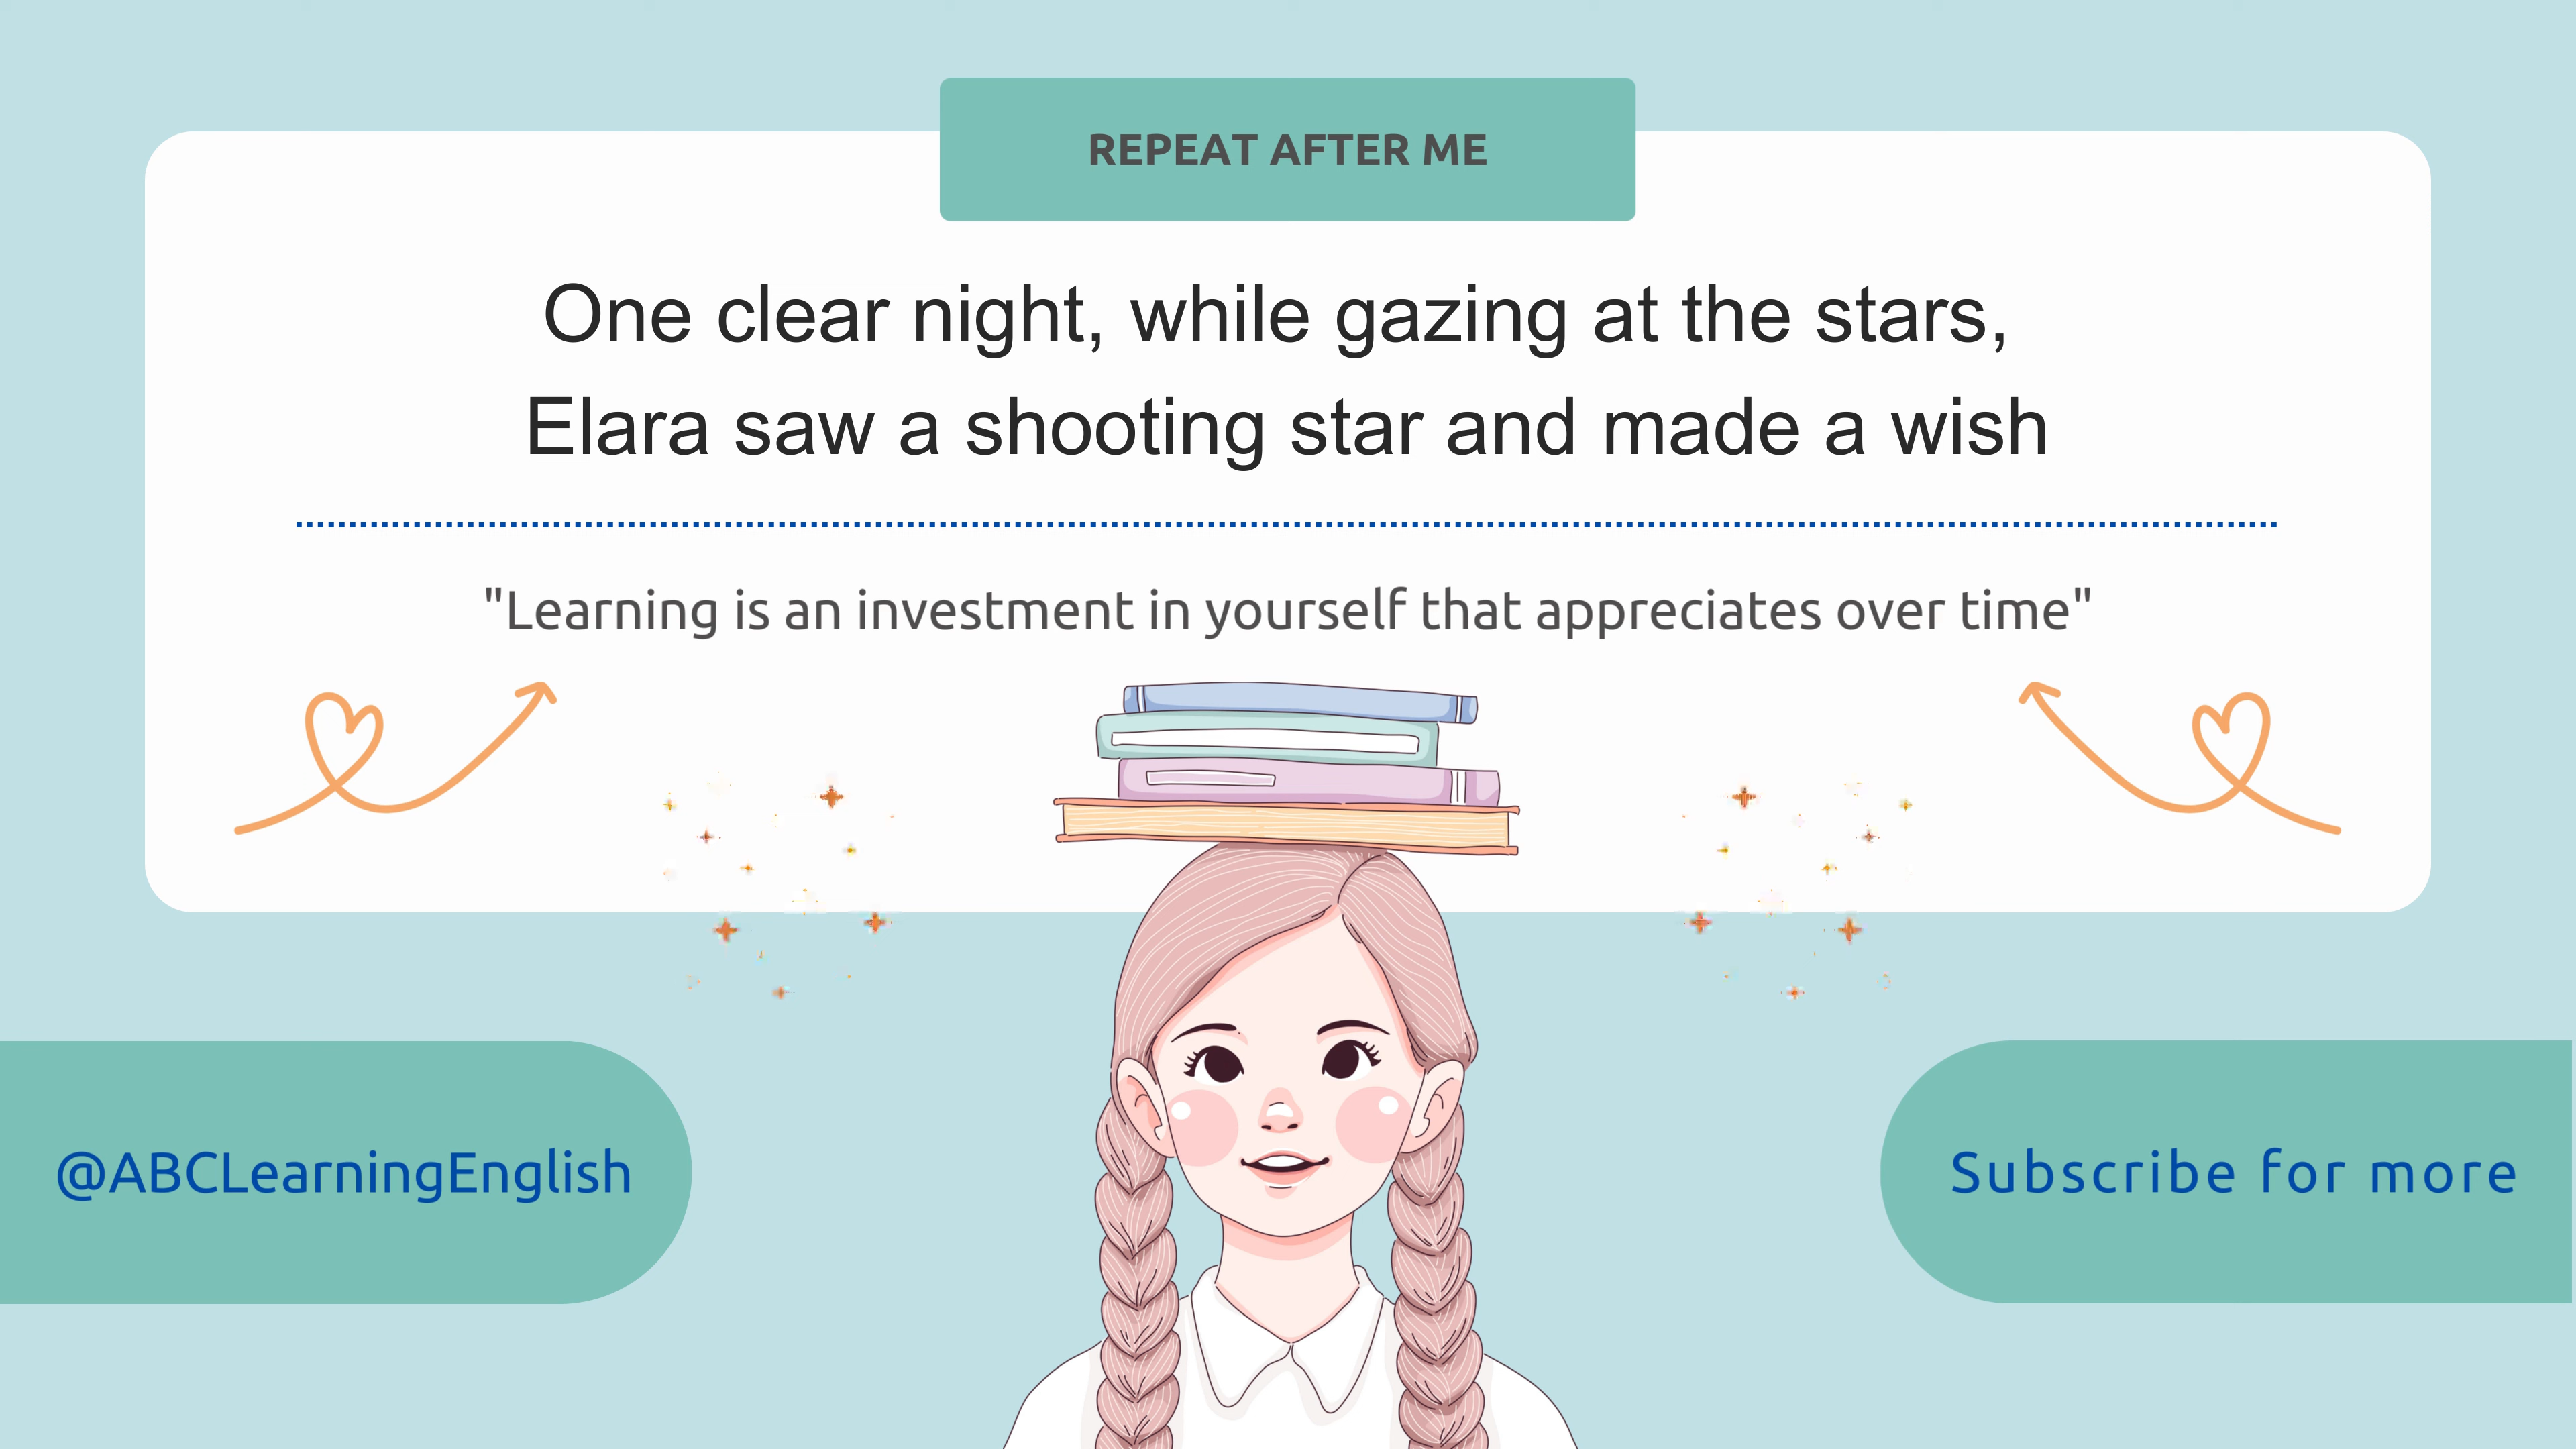 REPEAT AFTER ME
One clear night, while gazing at the stars,
Elara saw a shooting star and made a wish
"Learning is an investment in yourself that appreciates over time"
@ABCLearningEnglish
Subscribe for more